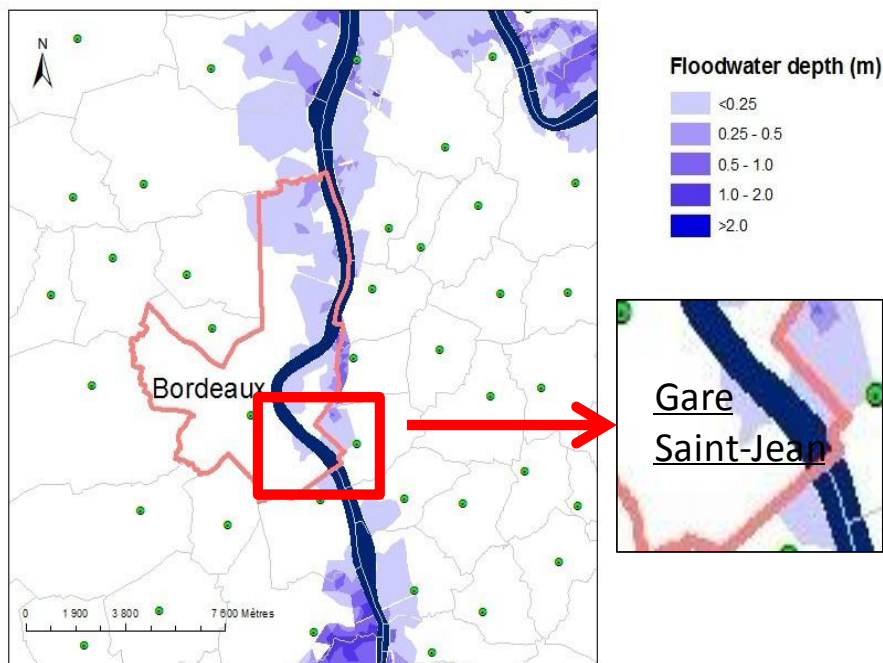 N
Floodwater depth (m)
<0.25
0.25 - 0.5
0.5 - 1.0
1.0 - 2.0
>2.0
Bordeaux
Gare
Saint-Jean
0 1 900 3 800 7 600 Mètres